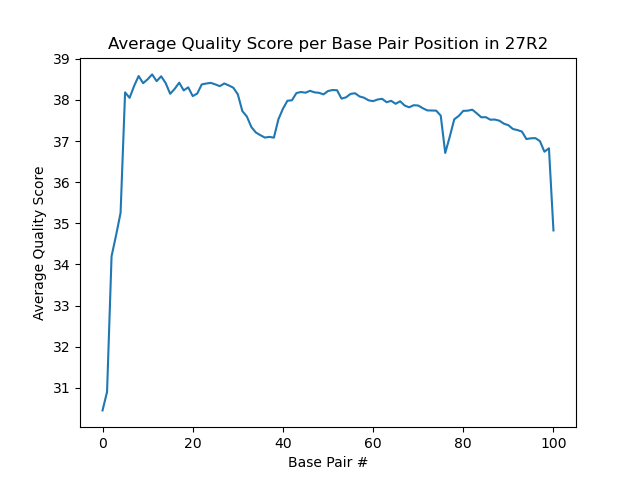 Average Quality Score per Base Pair Position in 27R2
39
38
37
36
35
34
33
32
31
Average Quality Score
0 20 40 60 80 100
Base Pair #